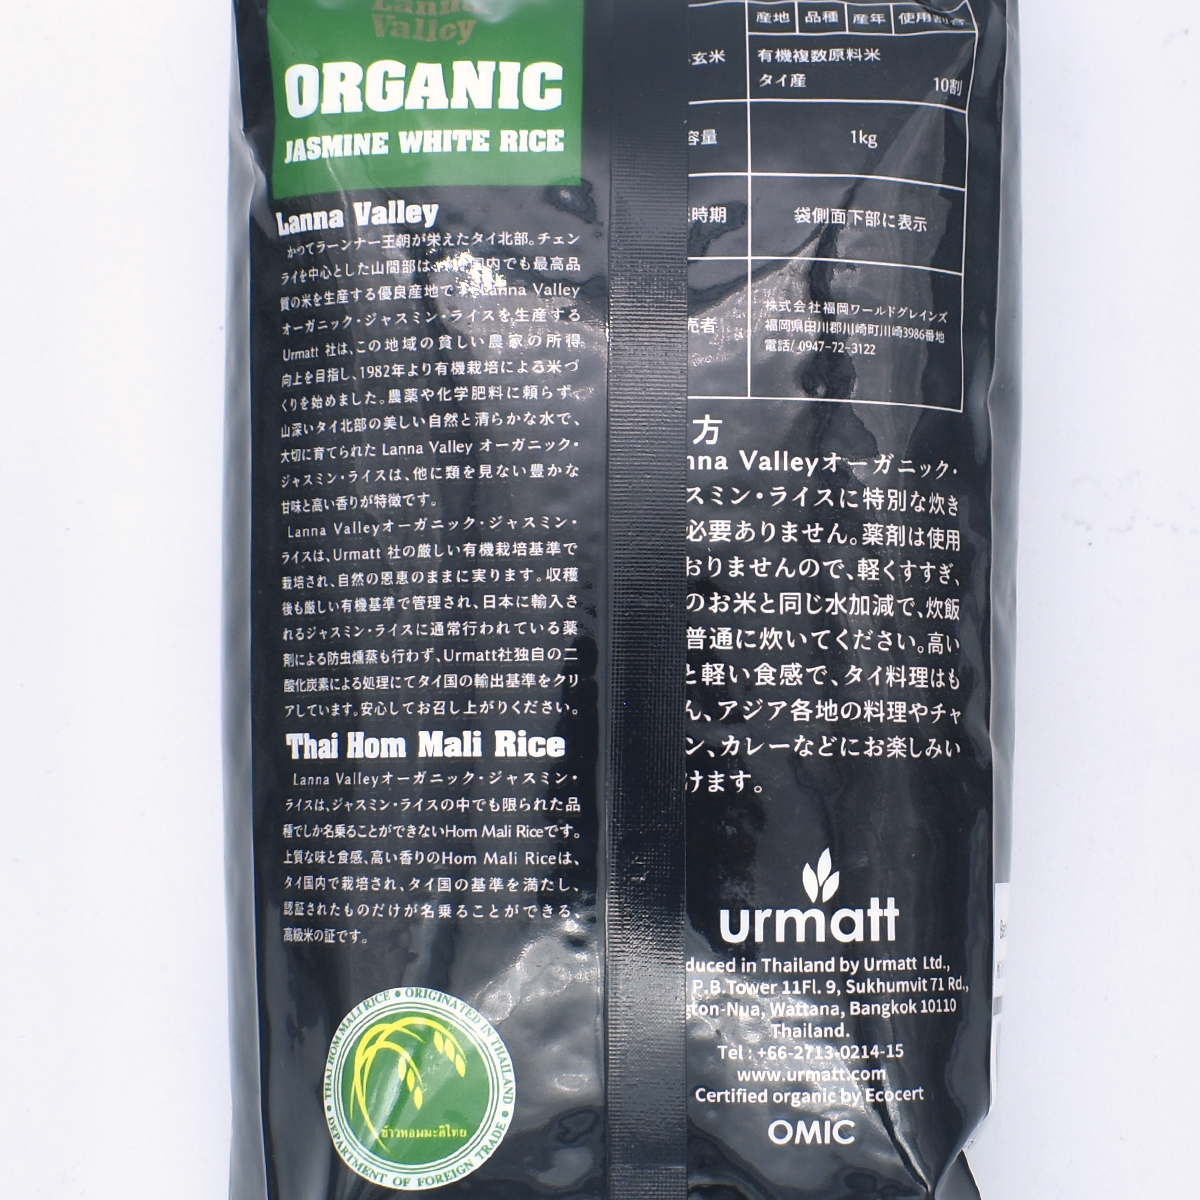 Lanna
Valley
ORGANIC
JASMINE WHITE RICE
Lanna Valley
かつてラーンナー王朝が栄えたタイ北部。チェン
ライを中心とした山間部は、国内でも最高品
質の米を生産する優良産地で Lanna Valley
オーガニック・ジャスミン・ライスを生産する
Urmatt 社は、この地域の貧しい農家の所得
向上を目指し、1982年より有機栽培による米づ
くりを始めました。農薬や化学肥料に頼らず、
山深いタイ北部の美しい自然と清らかな水で、
大切に育てられた Lanna Valley オーガニック・
ジャスミン・ライスは、他に類を見ない豊かな
甘味と高い香りが特徴です。
Lanna Valleyオーガニック・ジャスミン・
ライスは、Urmatt 社の厳しい有機栽培基準で
栽培され、自然の恩恵のままに実ります。収穫
後も厳しい有機基準で管理され、日本に輸入さ
れるジャスミン・ライスに通常行われている薬
剤による防虫燻蒸も行わず、Urmatt社独自の二
酸化炭素による処理にてタイ国の輸出基準をクリ
アしています。安心してお召し上がりください。
Thai Hom Mali Rice
Lanna Valleyオーガニック・ジャスミン・
ライスは、ジャスミン・ライスの中でも限られた品
種でしか名乗ることができないHom Mali Riceです。
上質な味と食感、高い香りのHom Mali Riceは、
タイ国内で栽培され、タイ国の基準を満たし、
認証されたものだけが名乗ることができる、
高級米の証です。
THAI HOM MALI RICE • ORIGINATED IN THAILAND
• DEPARTMENT OF FOREIGN TRADE •
ข้าวหอมมะลิไทย
産地 品種 産年 使用割合
玄米
有機複数原料米
タイ産 10割
容量 1kg
時期 袋側面下部に表示
売者
株式会社福岡ワールドグレインズ
福岡県田川郡川崎町川崎3986番地
電話/ 0947-72-3122
方
nna Valleyオーガニック・
スミン・ライスに特別な炊き
必要ありません。薬剤は使用
おりませんので、軽くすすぎ、
のお米と同じ水加減で、炊飯
普通に炊いてください。高い
と軽い食感で、タイ料理はも
ん、アジア各地の料理やチャ
ン、カレーなどにお楽しみい
けます。
urmatt
duced in Thailand by Urmatt Ltd.,
P.B.Tower 11Fl. 9, Sukhumvit 71 Rd.,
ton-Nua, Wattana, Bangkok 10110
Thailand.
Tel : +66-2713-0214-15
www.urmatt.com
Certified organic by Ecocert
OMIC